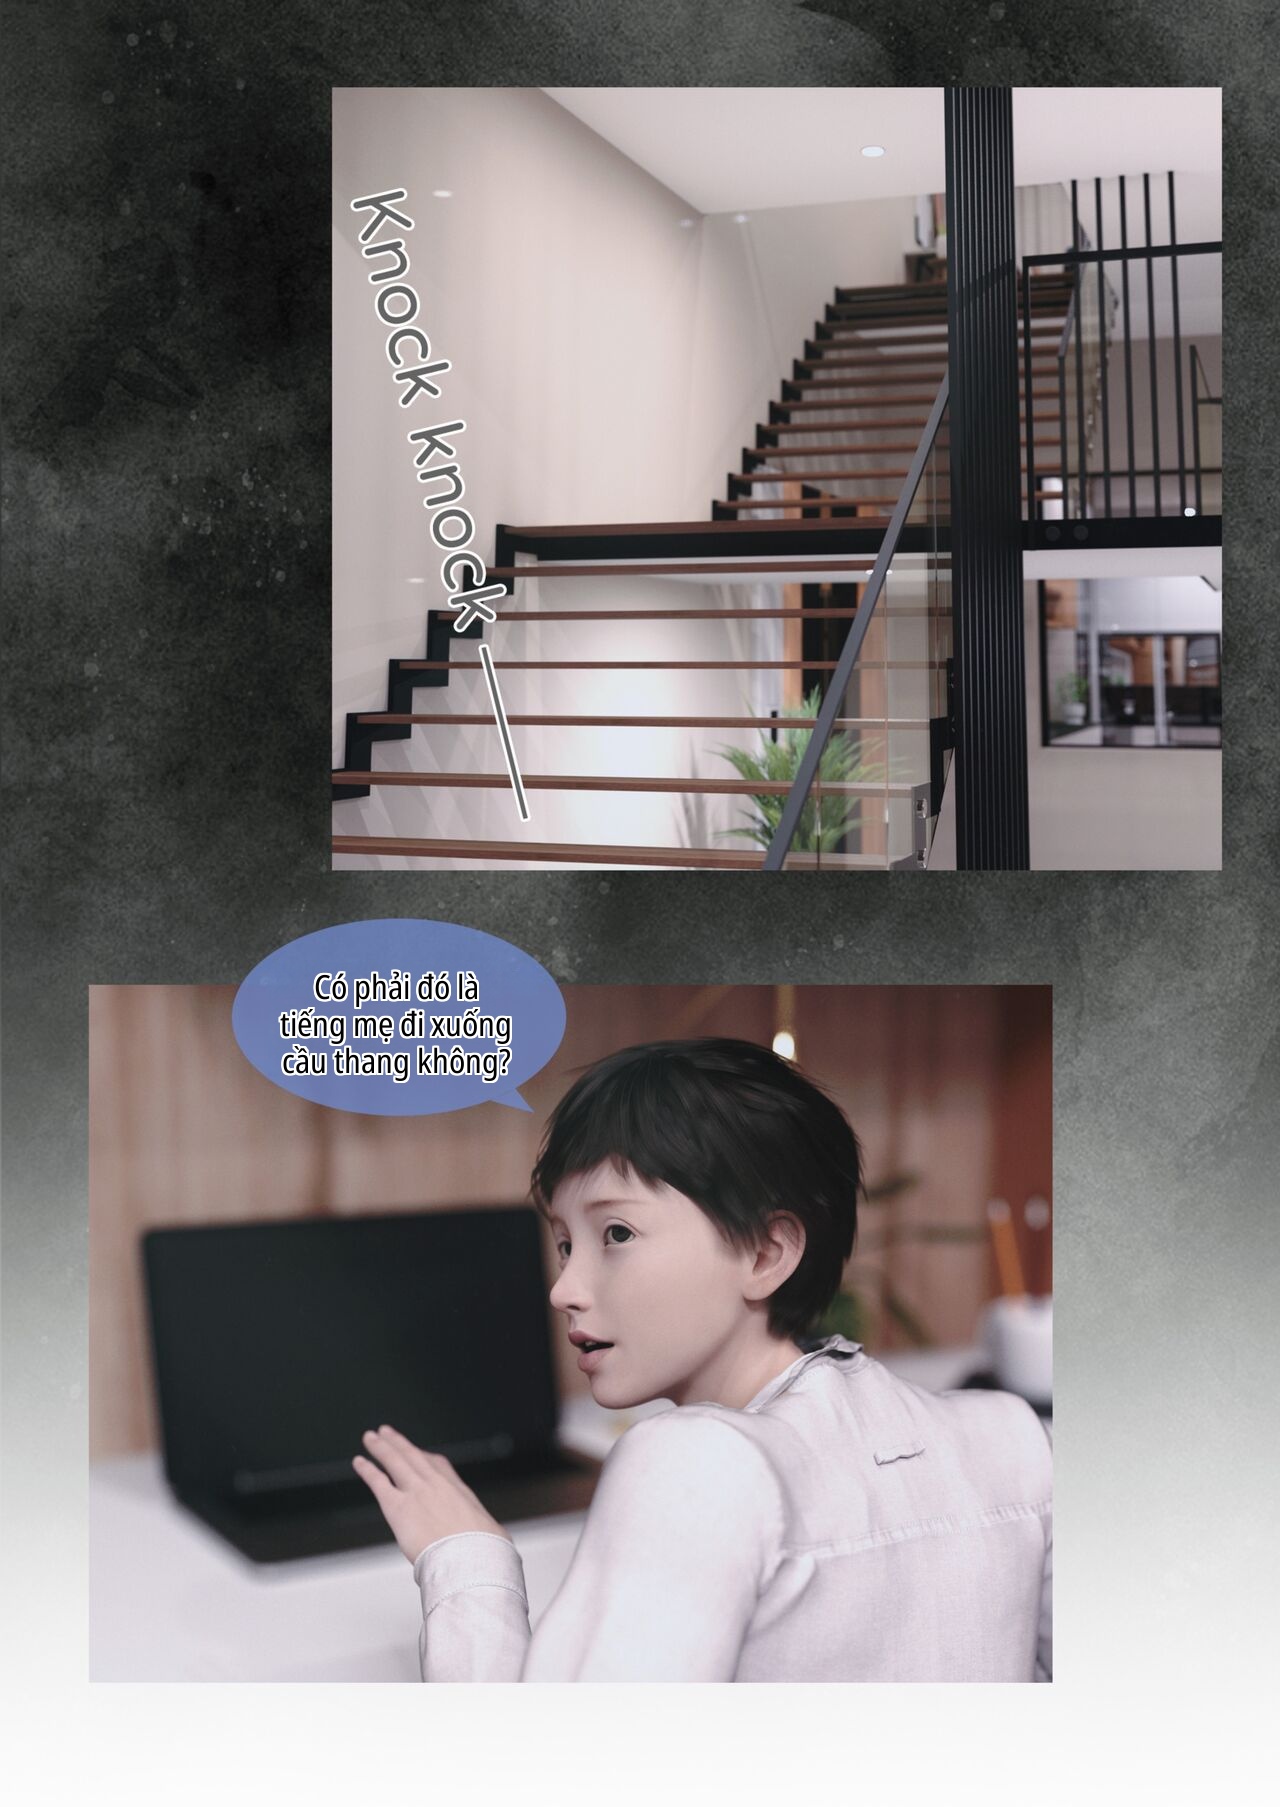 Knock knock
Có phải đó là
tiếng mẹ đi xuống
cầu thang không?